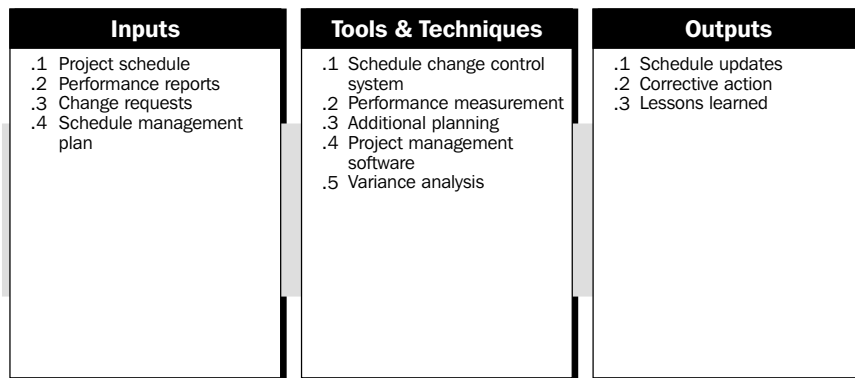 Inputs
.1 Project schedule
.2 Performance reports
.3 Change requests
.4 Schedule management
plan
Tools & Techniques
.1 Schedule change control
system
.2 Performance measurement
.3 Additional planning
.4 Project management
software
.5 Variance analysis
Outputs
.1 Schedule updates
.2 Corrective action
.3 Lessons learned